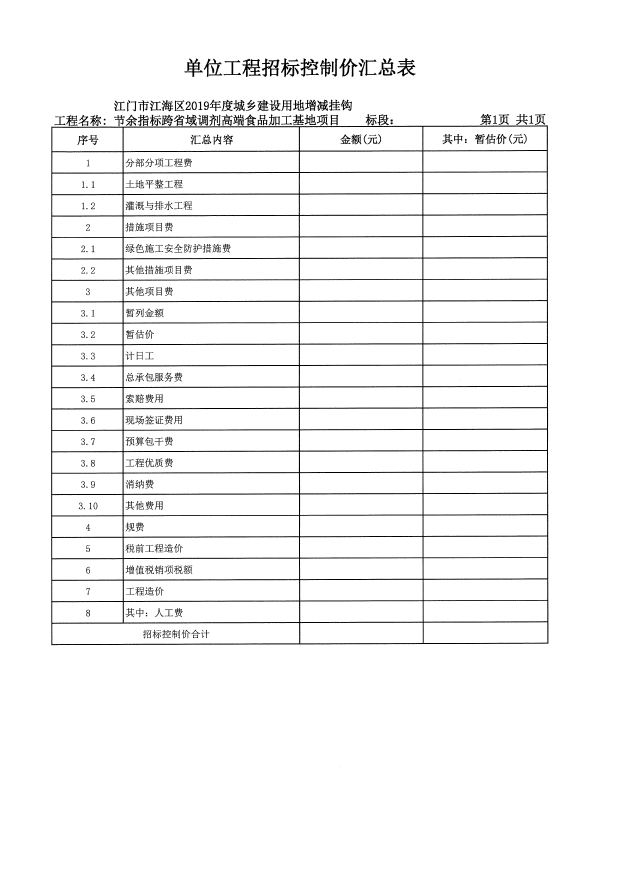 单位工程招标控制价汇总表
江门市江海区2019年度城乡建设用地增减挂钩
工程名称: 节余指标跨省域调剂高端食品加工基地项目 标段: 第1页 共1页
序号 汇总内容 金额(元) 其中: 暂估价(元)
1 分部分项工程费
1.1 土地平整工程
1.2 灌溉与排水工程
2 措施项目费
2.1 绿色施工安全防护措施费
2.2 其他措施项目费
3 其他项目费
3.1 暂列金额
3.2 暂估价
3.3 计日工
3.4 总承包服务费
3.5 索赔费用
3.6 现场签证费用
3.7 预算包干费
3.8 工程优质费
3.9 消纳费
3.10 其他费用
4 规费
5 税前工程造价
6 增值税销项税额
7 工程造价
8 其中: 人工费
招标控制价合计